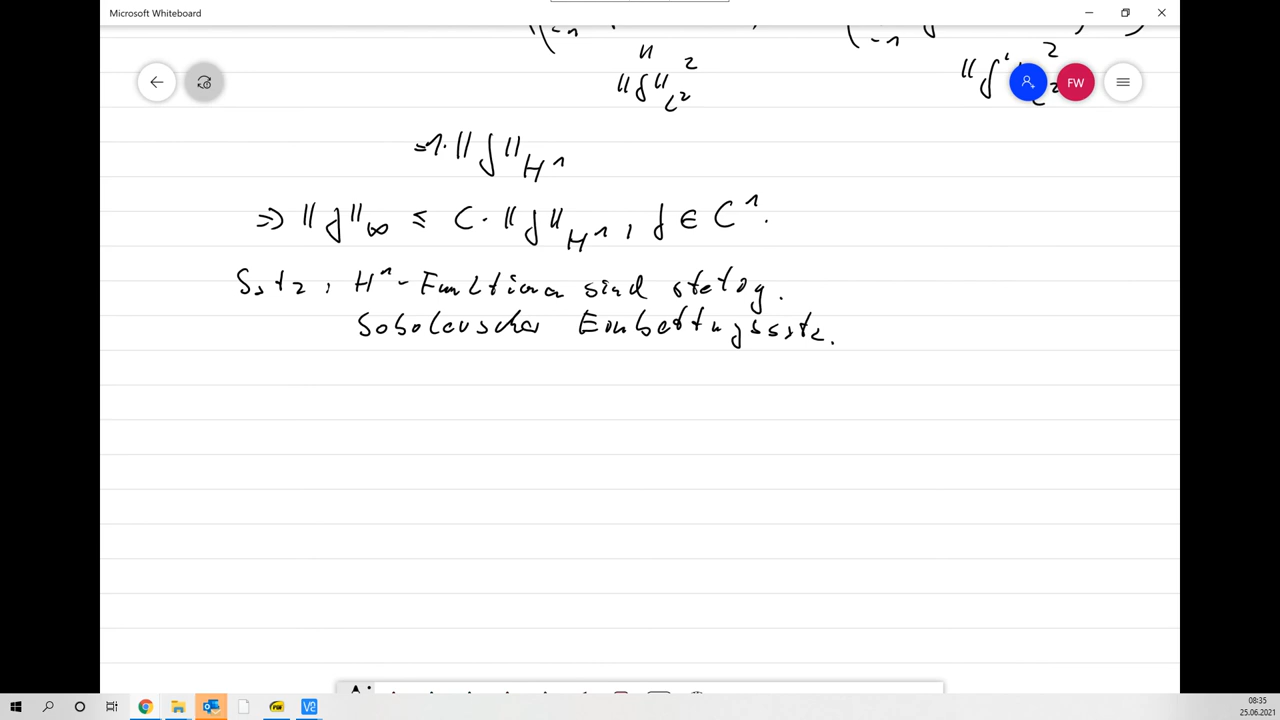 Microsoft Whiteboard
‖f‖²_{L²} ‖f'‖²_{L²}
FW
‖f‖_{H¹}
⇒ ‖f‖_∞ ≤ C · ‖f‖_{H¹}, f ∈ C¹.
Satz, H¹-Funktionen sind stetig.
Sobolevscher Einbettungssatz.
08:35
25.06.2021